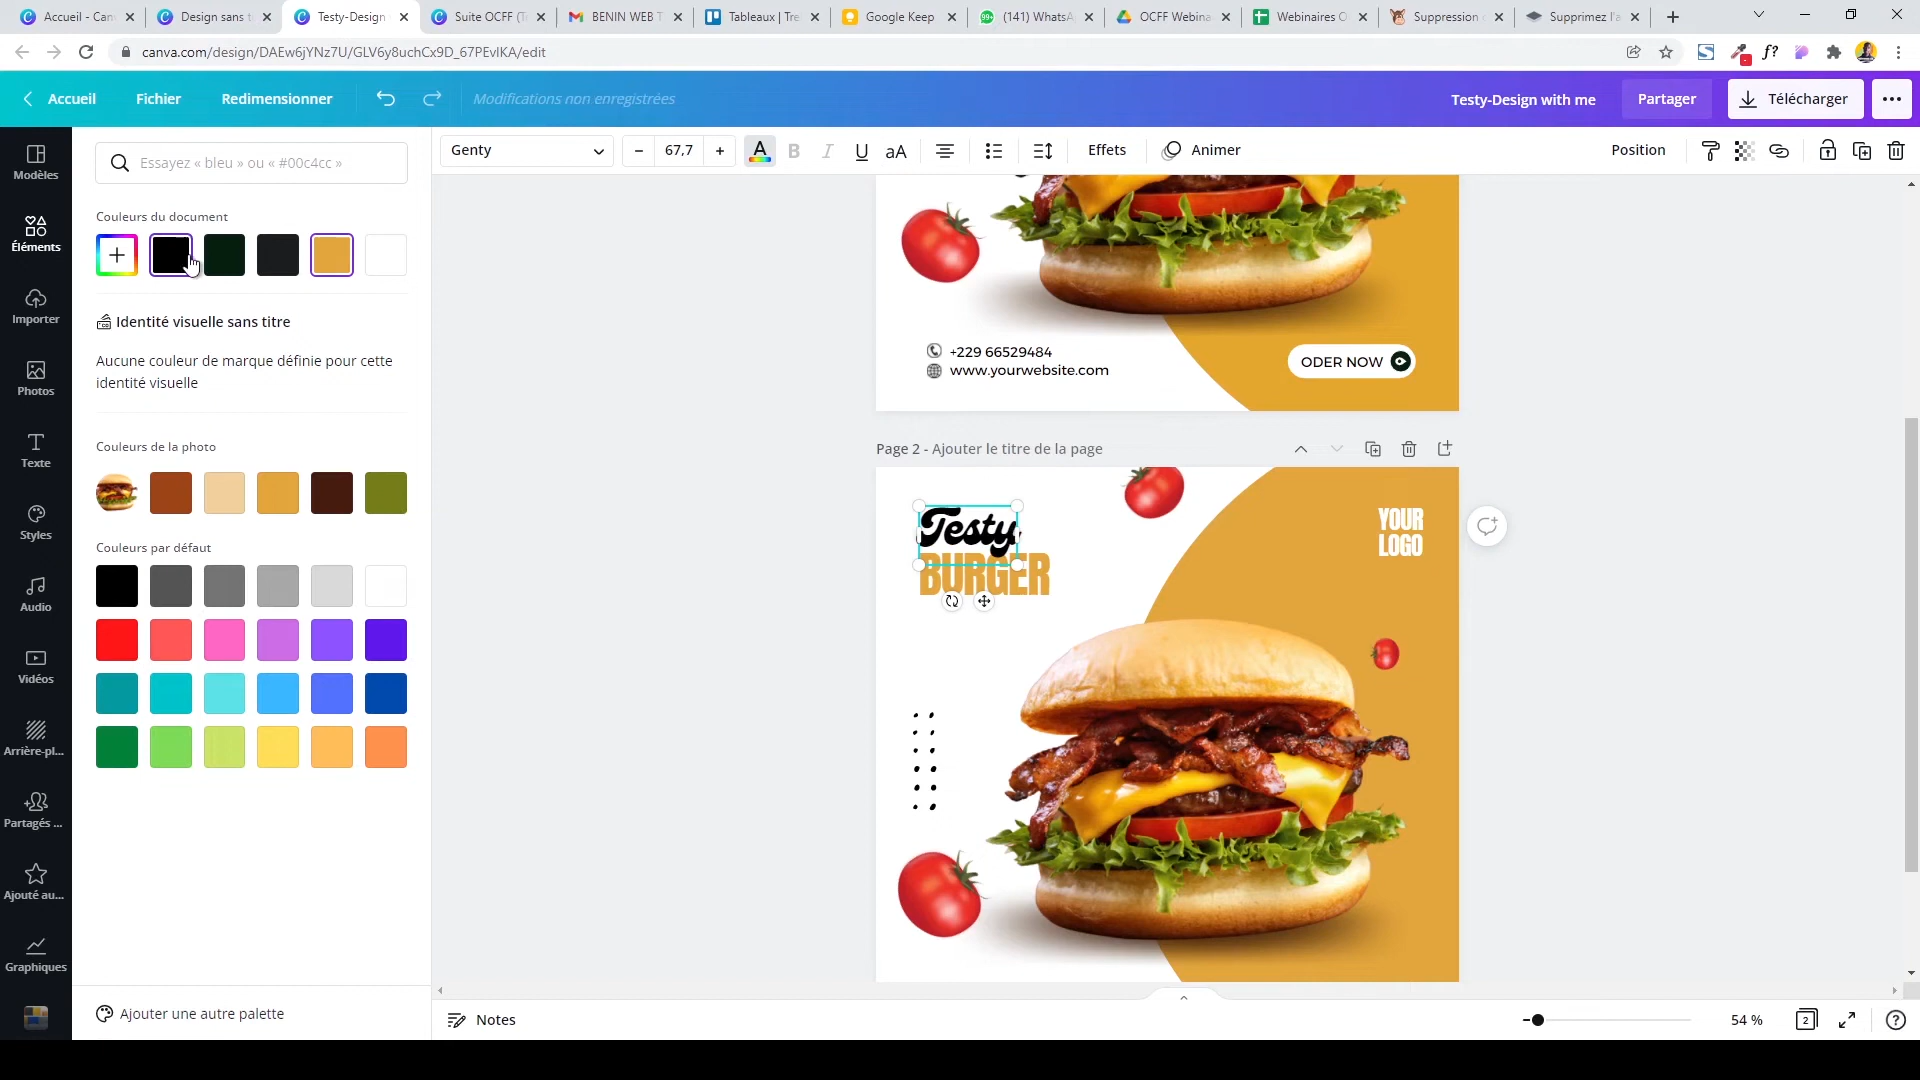 Accueil - Can
Design sans t
Testy-Design
Suite OCFF (T
BENIN WEB T
Tableaux | Tre
Google Keep
(141) WhatsA
OCFF Webina
Webinaires O
Suppression
Supprimez l'a
canva.com/design/DAEw6jYNz7U/GLV6y8uchCx9D_67PEvlKA/edit
Accueil
Fichier
Redimensionner
Modifications non enregistrées
Testy-Design with me
Partager
Télécharger
Modèles
Éléments
Importer
Photos
Texte
Styles
Audio
Vidéos
Arrière-pl...
Partagés ...
Ajouté au...
Graphiques
Essayez « bleu » ou « #00c4cc »
Couleurs du document
Identité visuelle sans titre
Aucune couleur de marque définie pour cette
identité visuelle
Couleurs de la photo
Couleurs par défaut
Ajouter une autre palette
Genty
67,7
aA
Effets
Animer
Position
+229 66529484
www.yourwebsite.com
ODER NOW
Page 2 - Ajouter le titre de la page
Testy
BURGER
YOUR
LOGO
Notes
54 %
2